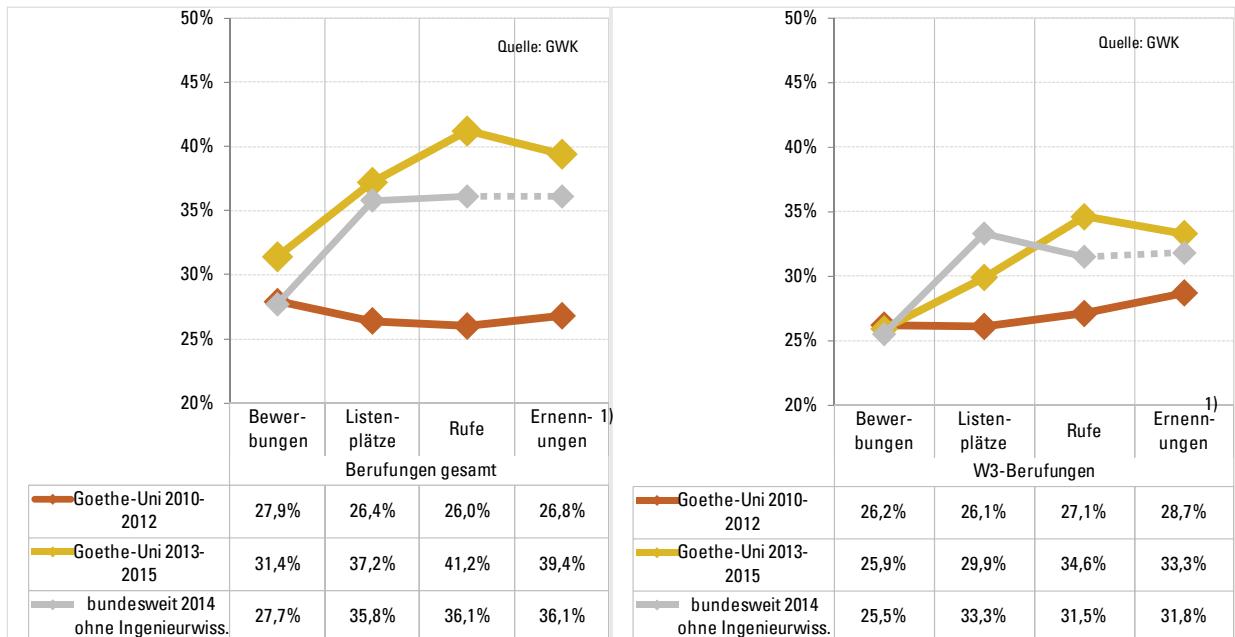 50%
Quelle: GWK
45%
40%
35%
30%
25%
20%
Bewer-
bungen
Listen-
plätze
Rufe
Ernenn- 1)
ungen
Berufungen gesamt
Goethe-Uni 2010-
2012
27,9% 26,4% 26,0% 26,8%
Goethe-Uni 2013-
2015
31,4% 37,2% 41,2% 39,4%
bundesweit 2014
ohne Ingenieurwiss.
27,7% 35,8% 36,1% 36,1%
50%
Quelle: GWK
45%
40%
35%
30%
25%
20%
1)
Bewer-
bungen
Listen-
plätze
Rufe
Ernenn-
ungen
W3-Berufungen
Goethe-Uni 2010-
2012
26,2% 26,1% 27,1% 28,7%
Goethe-Uni 2013-
2015
25,9% 29,9% 34,6% 33,3%
bundesweit 2014
ohne Ingenieurwiss.
25,5% 33,3% 31,5% 31,8%